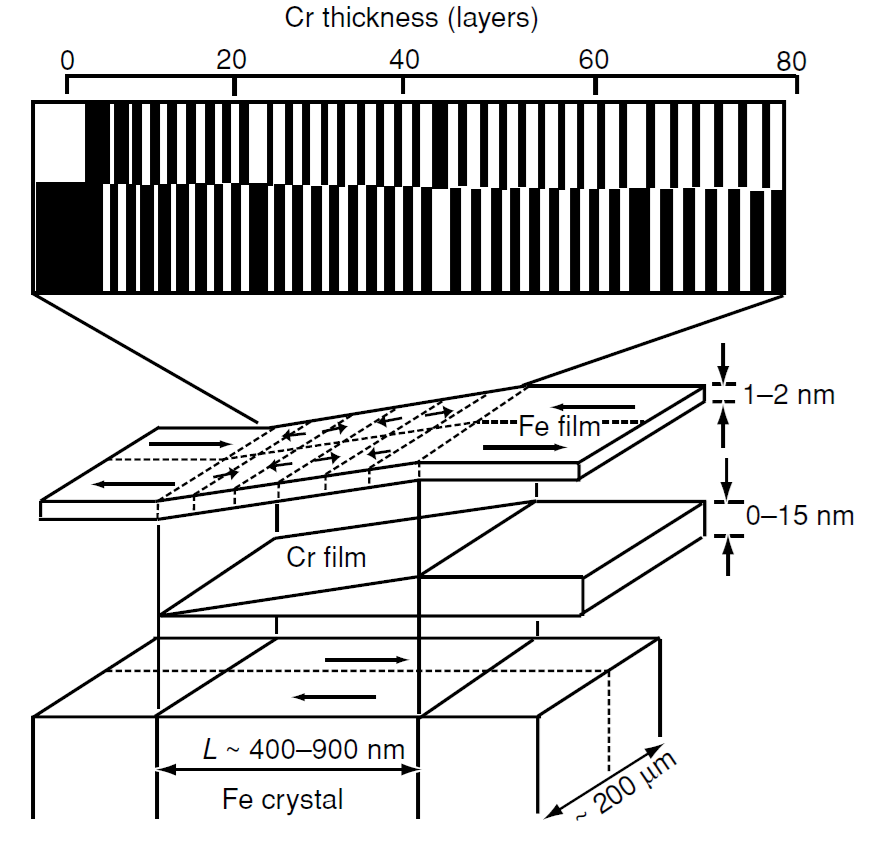 Cr thickness (layers)
0 20 40 60 80
1–2 nm
Fe film
0–15 nm
Cr film
L ~ 400–900 nm
Fe crystal
~ 200 μm